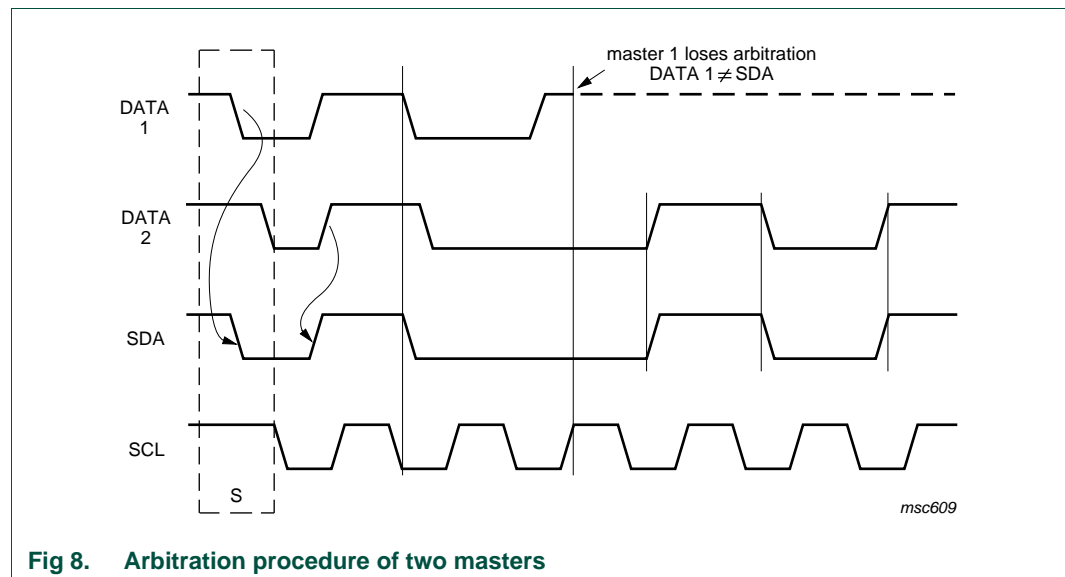 master 1 loses arbitration
DATA 1 ≠ SDA
DATA
1
DATA
2
SDA
SCL
S
msc609
Fig 8. Arbitration procedure of two masters